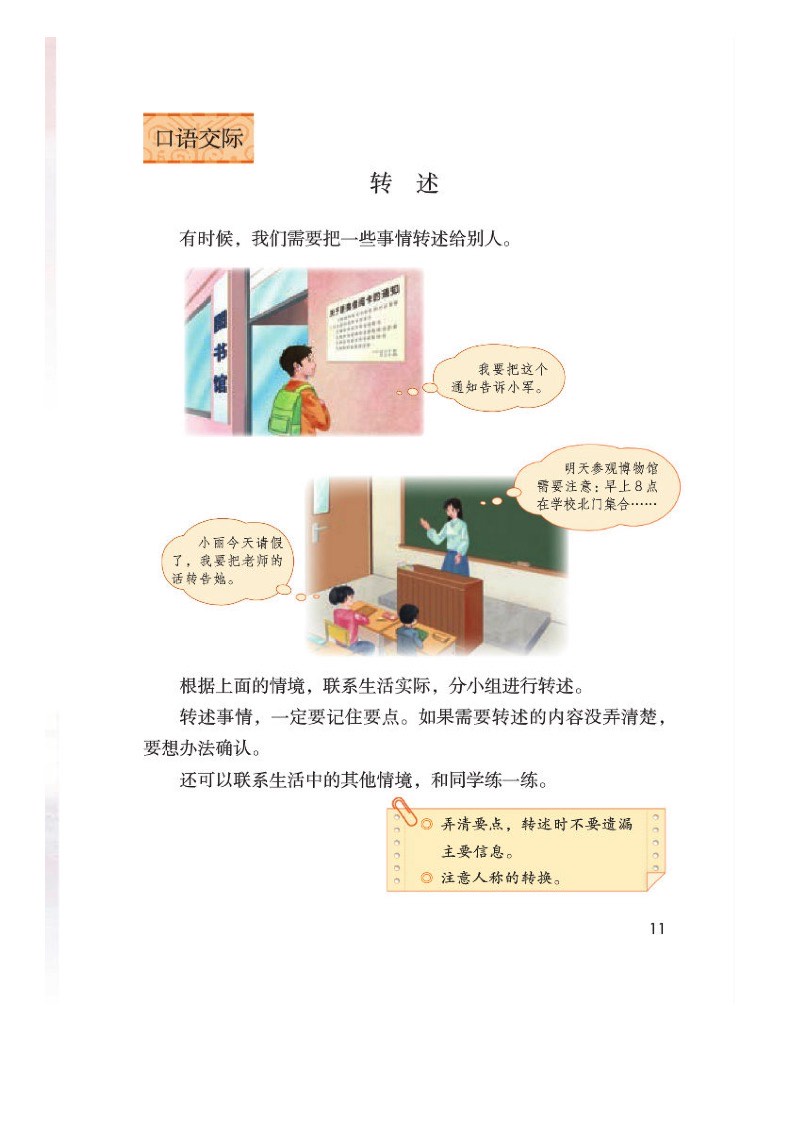 口语交际
转 述
有时候，我们需要把一些事情转述给别人。
关于更换借阅卡的通知
图书馆
我要把这个
通知告诉小军。
明天参观博物馆
需要注意：早上8点
在学校北门集合……
小丽今天请假
了，我要把老师的
话转告她。
根据上面的情境，联系生活实际，分小组进行转述。
转述事情，一定要记住要点。如果需要转述的内容没弄清楚，
要想办法确认。
还可以联系生活中的其他情境，和同学练一练。
◎ 弄清要点，转述时不要遗漏
主要信息。
◎ 注意人称的转换。
11